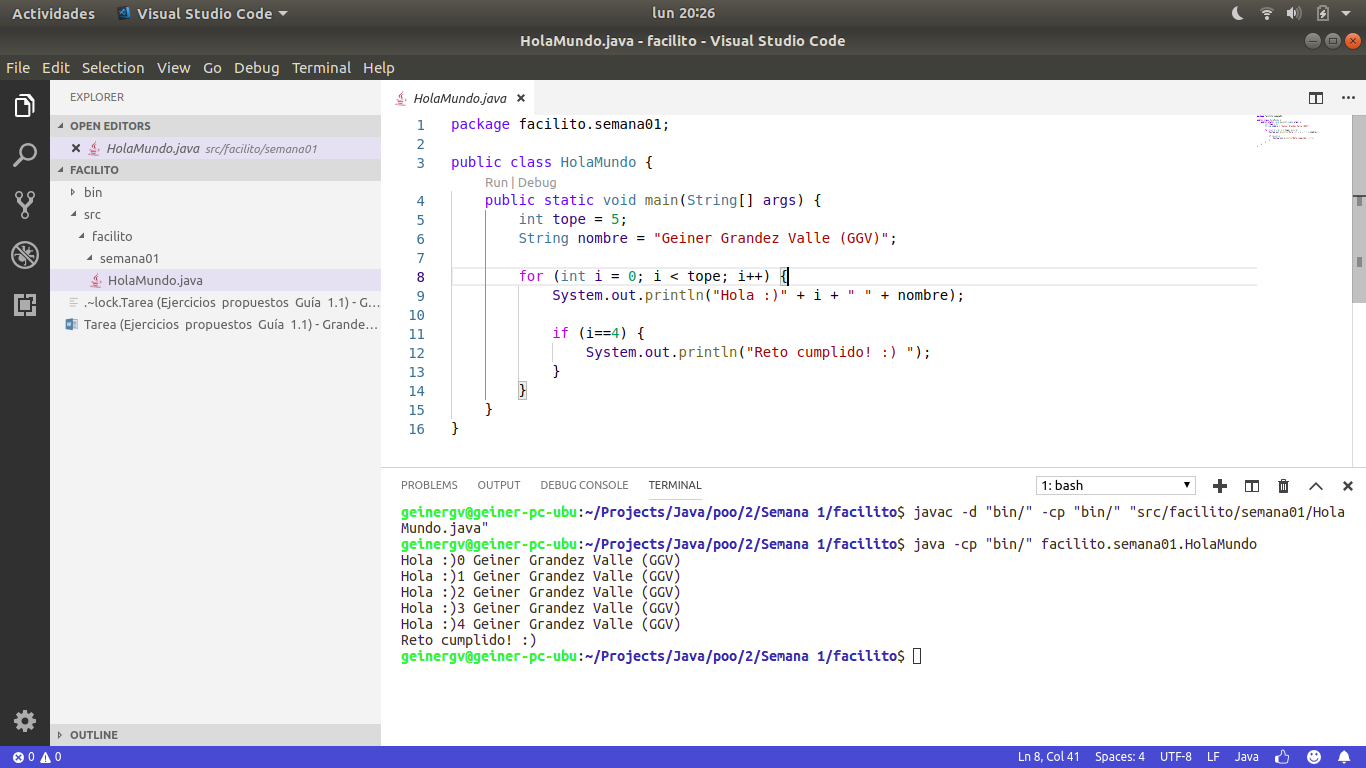 Actividades Visual Studio Code lun 20:26
HolaMundo.java - facilito - Visual Studio Code
File Edit Selection View Go Debug Terminal Help
EXPLORER
OPEN EDITORS
HolaMundo.java src/facilito/semana01
FACILITO
bin
src
facilito
semana01
HolaMundo.java
.~lock.Tarea (Ejercicios propuestos Guía 1.1) - G...
Tarea (Ejercicios propuestos Guía 1.1) - Grande...
OUTLINE
HolaMundo.java
1 package facilito.semana01;
2
3 public class HolaMundo {
Run | Debug
4 public static void main(String[] args) {
5 int tope = 5;
6 String nombre = "Geiner Grandez Valle (GGV)";
7
8 for (int i = 0; i < tope; i++) {
9 System.out.println("Hola :)" + i + " " + nombre);
10
11 if (i==4) {
12 System.out.println("Reto cumplido! :) ");
13 }
14 }
15 }
16 }
PROBLEMS OUTPUT DEBUG CONSOLE TERMINAL 1: bash
geinergv@geiner-pc-ubu:~/Projects/Java/poo/2/Semana 1/facilito$ javac -d "bin/" -cp "bin/" "src/facilito/semana01/Hola
Mundo.java"
geinergv@geiner-pc-ubu:~/Projects/Java/poo/2/Semana 1/facilito$ java -cp "bin/" facilito.semana01.HolaMundo
Hola :)0 Geiner Grandez Valle (GGV)
Hola :)1 Geiner Grandez Valle (GGV)
Hola :)2 Geiner Grandez Valle (GGV)
Hola :)3 Geiner Grandez Valle (GGV)
Hola :)4 Geiner Grandez Valle (GGV)
Reto cumplido! :)
geinergv@geiner-pc-ubu:~/Projects/Java/poo/2/Semana 1/facilito$
0 0 Ln 8, Col 41 Spaces: 4 UTF-8 LF Java